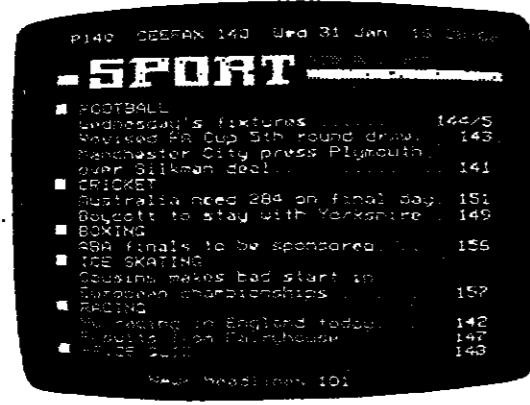 P140 CEEFAX 140 Wed 31 Jan
SPORT
FOOTBALL
Wednesday's fixtures ...... 144/5
Revised FA Cup 5th round draw. 143
Manchester City press Plymouth
over Silkman deal.. 141
CRICKET
Australia need 284 on final day. 151
Boycott to stay with Yorkshire . 149
BOXING
ABA finals to be sponsored. 156
ICE SKATING
Cousins makes bad start in
European championships . 157
RACING
No racing in England today. 142
Results from Fairyhouse 147
News headlines 101